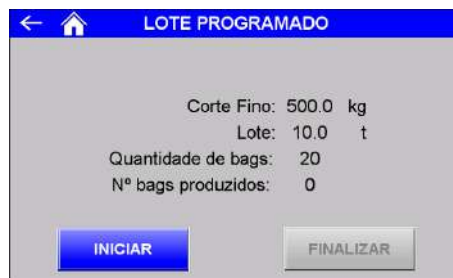 LOTE PROGRAMADO
Corte Fino: 500.0 kg
Lote: 10.0 t
Quantidade de bags: 20
Nº bags produzidos: 0
INICIAR FINALIZAR